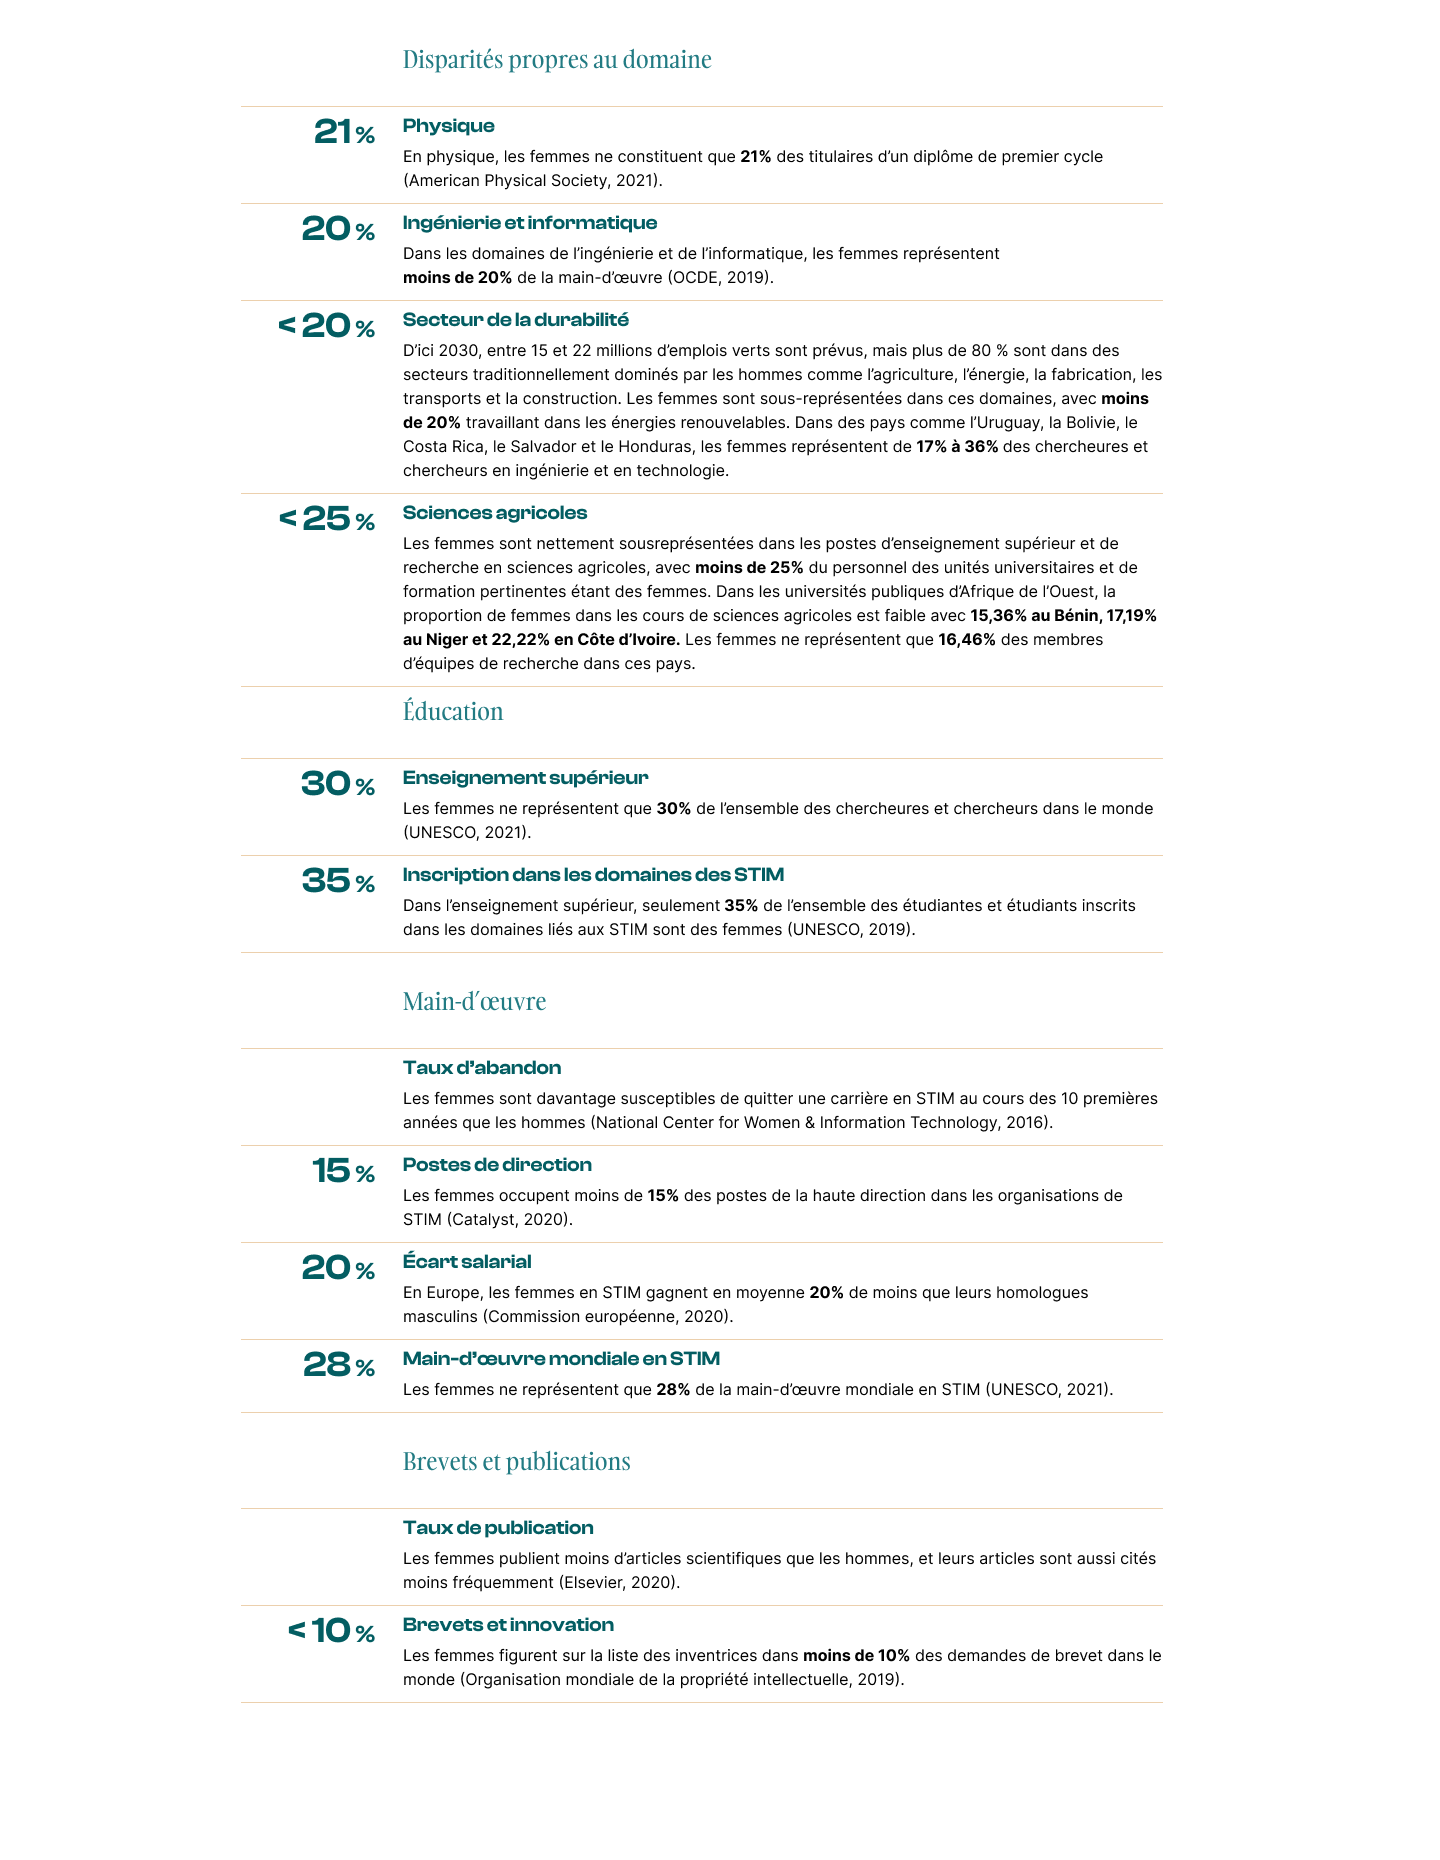 Disparités propres au domaine
21 %
Physique
En physique, les femmes ne constituent que 21% des titulaires d’un diplôme de premier cycle
(American Physical Society, 2021).
20 %
Ingénierie et informatique
Dans les domaines de l’ingénierie et de l’informatique, les femmes représentent
moins de 20% de la main-d’œuvre (OCDE, 2019).
< 20 %
Secteur de la durabilité
D’ici 2030, entre 15 et 22 millions d’emplois verts sont prévus, mais plus de 80 % sont dans des
secteurs traditionnellement dominés par les hommes comme l’agriculture, l’énergie, la fabrication, les
transports et la construction. Les femmes sont sous-représentées dans ces domaines, avec moins
de 20% travaillant dans les énergies renouvelables. Dans des pays comme l’Uruguay, la Bolivie, le
Costa Rica, le Salvador et le Honduras, les femmes représentent de 17% à 36% des chercheures et
chercheurs en ingénierie et en technologie.
< 25 %
Sciences agricoles
Les femmes sont nettement sousreprésentées dans les postes d’enseignement supérieur et de
recherche en sciences agricoles, avec moins de 25% du personnel des unités universitaires et de
formation pertinentes étant des femmes. Dans les universités publiques d’Afrique de l’Ouest, la
proportion de femmes dans les cours de sciences agricoles est faible avec 15,36% au Bénin, 17,19%
au Niger et 22,22% en Côte d’Ivoire. Les femmes ne représentent que 16,46% des membres
d’équipes de recherche dans ces pays.
Éducation
30 %
Enseignement supérieur
Les femmes ne représentent que 30% de l’ensemble des chercheures et chercheurs dans le monde
(UNESCO, 2021).
35 %
Inscription dans les domaines des STIM
Dans l’enseignement supérieur, seulement 35% de l’ensemble des étudiantes et étudiants inscrits
dans les domaines liés aux STIM sont des femmes (UNESCO, 2019).
Main-d’œuvre
Taux d’abandon
Les femmes sont davantage susceptibles de quitter une carrière en STIM au cours des 10 premières
années que les hommes (National Center for Women & Information Technology, 2016).
15 %
Postes de direction
Les femmes occupent moins de 15% des postes de la haute direction dans les organisations de
STIM (Catalyst, 2020).
20 %
Écart salarial
En Europe, les femmes en STIM gagnent en moyenne 20% de moins que leurs homologues
masculins (Commission européenne, 2020).
28 %
Main-d’œuvre mondiale en STIM
Les femmes ne représentent que 28% de la main-d’œuvre mondiale en STIM (UNESCO, 2021).
Brevets et publications
Taux de publication
Les femmes publient moins d’articles scientifiques que les hommes, et leurs articles sont aussi cités
moins fréquemment (Elsevier, 2020).
< 10 %
Brevets et innovation
Les femmes figurent sur la liste des inventrices dans moins de 10% des demandes de brevet dans le
monde (Organisation mondiale de la propriété intellectuelle, 2019).